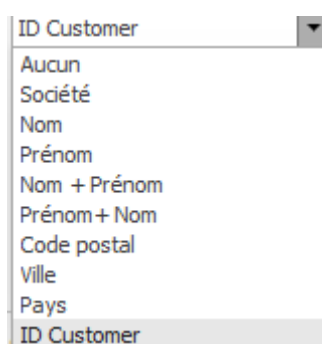 ID Customer
Aucun
Société
Nom
Prénom
Nom + Prénom
Prénom+ Nom
Code postal
Ville
Pays
ID Customer